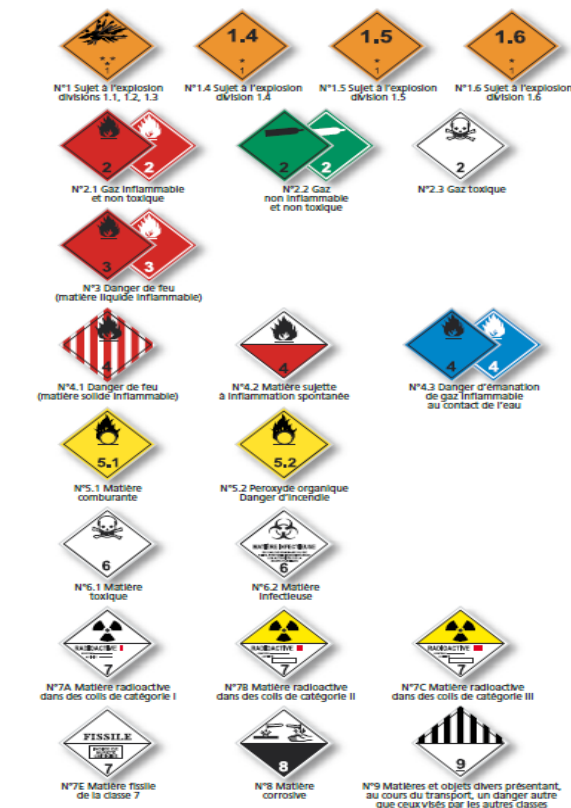 1
1.4
1
1.5
1
1.6
1
N°1 Sujet à l'explosion
divisions 1.1, 1.2, 1.3
N°1.4 Sujet à l'explosion
division 1.4
N°1.5 Sujet à l'explosion
division 1.5
N°1.6 Sujet à l'explosion
division 1.6
2
2
2
2
2
N°2.1 Gaz inflammable
et non toxique
N°2.2 Gaz
non inflammable
et non toxique
N°2.3 Gaz toxique
3
3
N°3 Danger de feu
(matière liquide inflammable)
4
4
4
4
N°4.1 Danger de feu
(matière solide inflammable)
N°4.2 Matière sujette
à inflammation spontanée
N°4.3 Danger d'émanation
de gaz inflammable
au contact de l'eau
5.1
5.2
N°5.1 Matière
comburante
N°5.2 Peroxyde organique
Danger d'incendie
6
MATIÈRE INFECTIEUSE
6
N°6.1 Matière
toxique
N°6.2 Matière
infectieuse
RADIOACTIVE
7
RADIOACTIVE
7
RADIOACTIVE
7
N°7A Matière radioactive
dans des colis de catégorie I
N°7B Matière radioactive
dans des colis de catégorie II
N°7C Matière radioactive
dans des colis de catégorie III
FISSILE
7
8
9
N°7E Matière fissile
de la classe 7
N°8 Matière
corrosive
N°9 Matières et objets divers présentant,
au cours du transport, un danger autre
que ceux visés par les autres classes